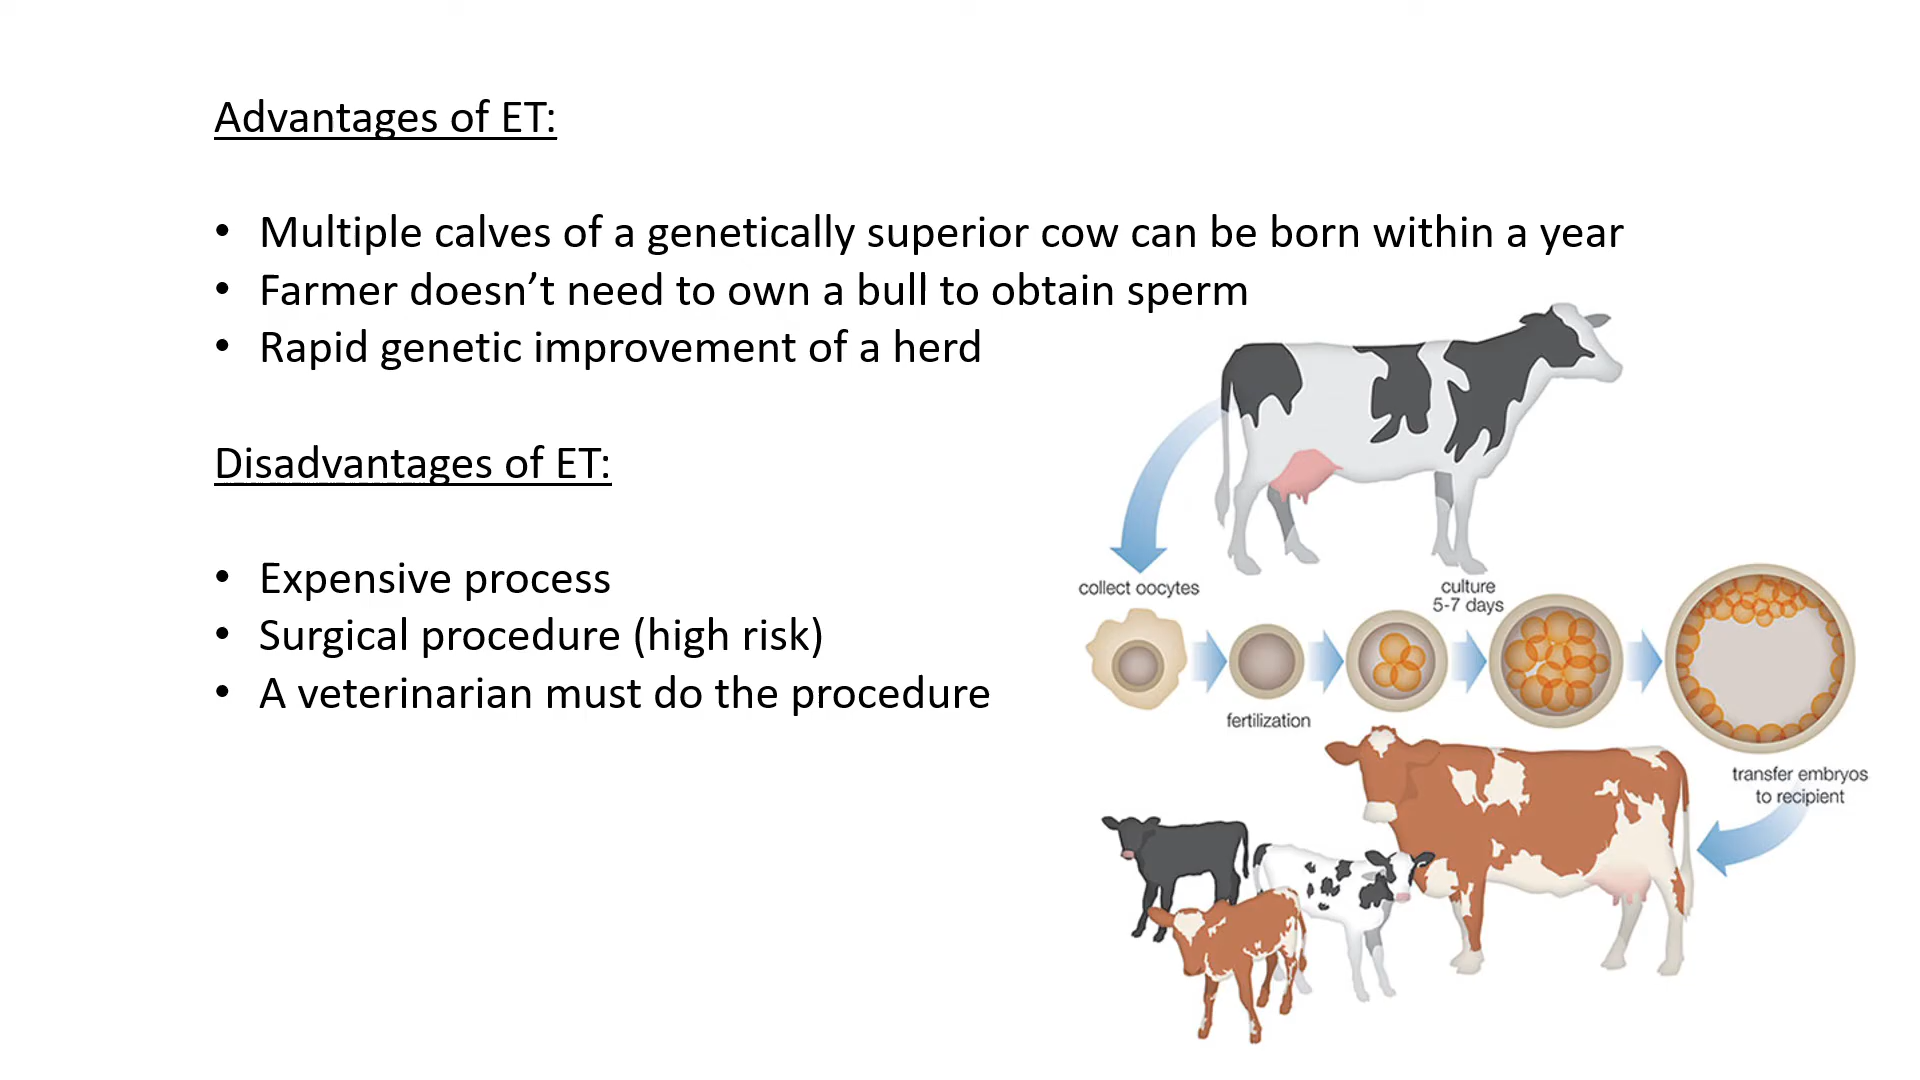 Advantages of ET:
• Multiple calves of a genetically superior cow can be born within a year
• Farmer doesn’t need to own a bull to obtain sperm
• Rapid genetic improvement of a herd
Disadvantages of ET:
• Expensive process
• Surgical procedure (high risk)
• A veterinarian must do the procedure
collect oocytes
fertilization
culture
5-7 days
transfer embryos
to recipient